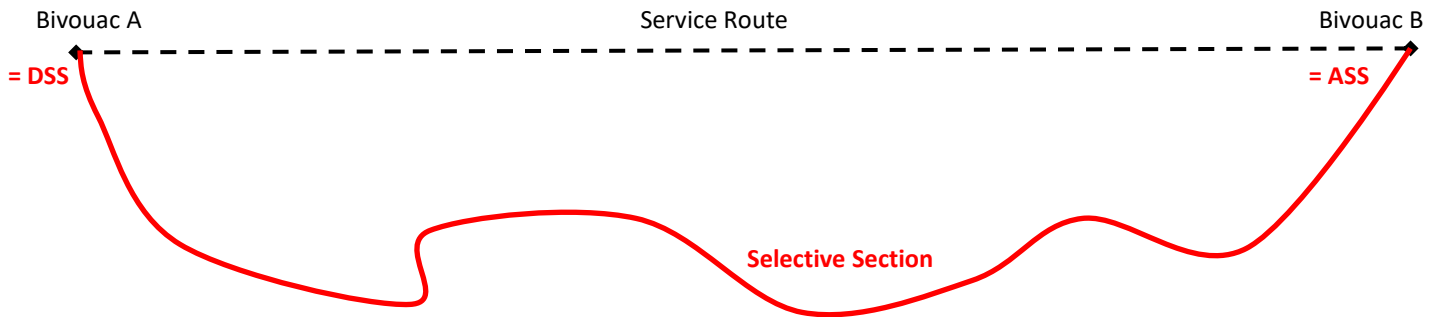 Bivouac A
Service Route
Bivouac B
= DSS
= ASS
Selective Section